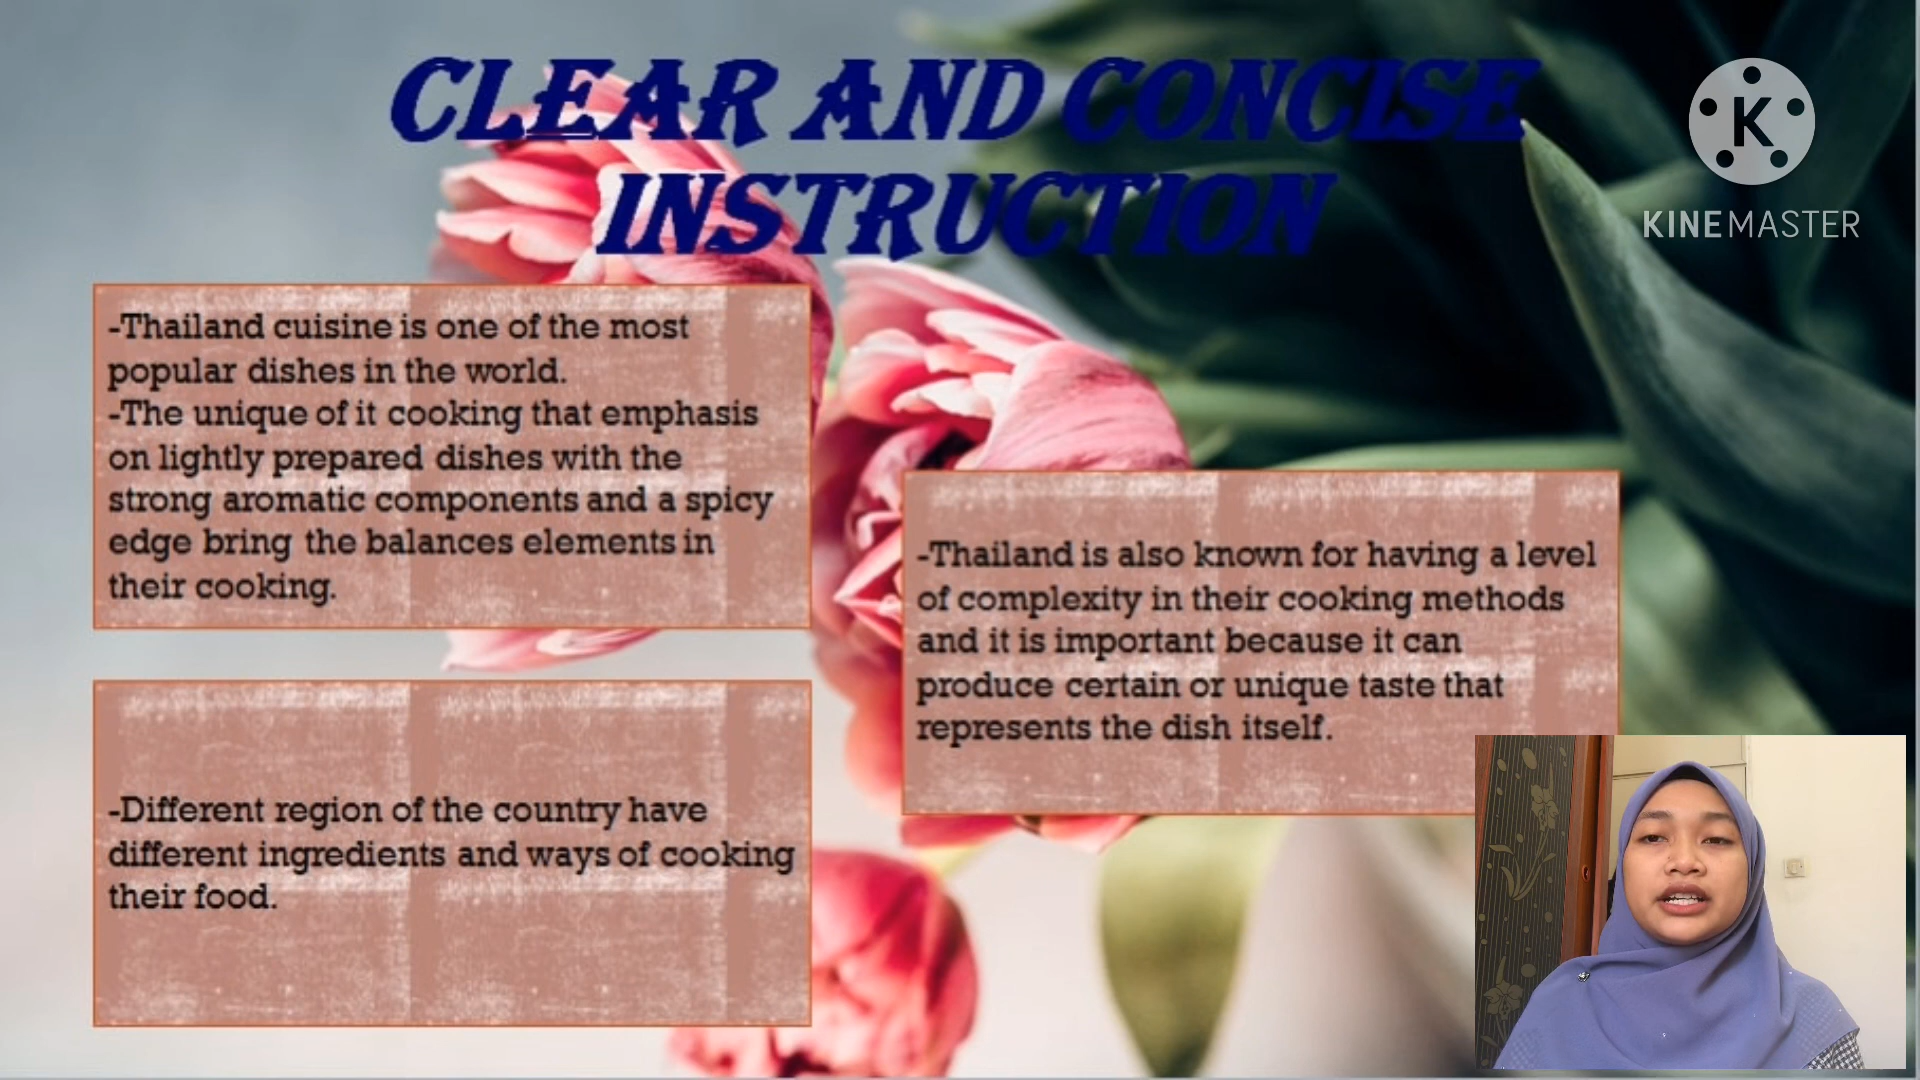 CLEAR AND CONCISE
INSTRUCTION
K
KINEMASTER
-Thailand cuisine is one of the most
popular dishes in the world.
-The unique of it cooking that emphasis
on lightly prepared dishes with the
strong aromatic components and a spicy
edge bring the balances elements in
their cooking.
-Thailand is also known for having a level
of complexity in their cooking methods
and it is important because it can
produce certain or unique taste that
represents the dish itself.
-Different region of the country have
different ingredients and ways of cooking
their food.